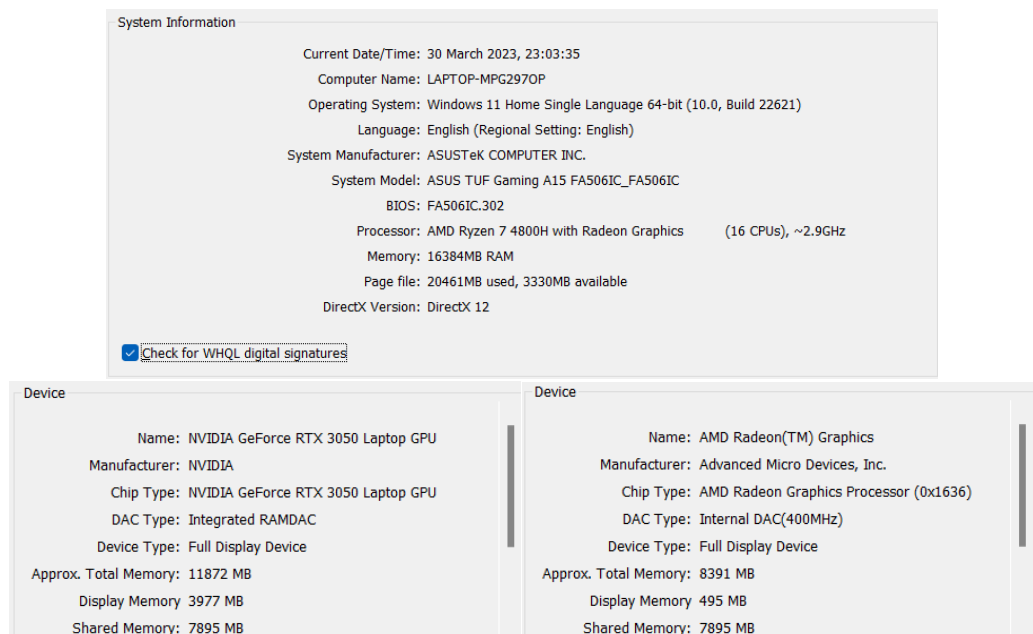 System Information
Current Date/Time: 30 March 2023, 23:03:35
Computer Name: LAPTOP-MPG297OP
Operating System: Windows 11 Home Single Language 64-bit (10.0, Build 22621)
Language: English (Regional Setting: English)
System Manufacturer: ASUSTeK COMPUTER INC.
System Model: ASUS TUF Gaming A15 FA506IC_FA506IC
BIOS: FA506IC.302
Processor: AMD Ryzen 7 4800H with Radeon Graphics (16 CPUs), ~2.9GHz
Memory: 16384MB RAM
Page file: 20461MB used, 3330MB available
DirectX Version: DirectX 12
Check for WHQL digital signatures
Device
Name: NVIDIA GeForce RTX 3050 Laptop GPU
Manufacturer: NVIDIA
Chip Type: NVIDIA GeForce RTX 3050 Laptop GPU
DAC Type: Integrated RAMDAC
Device Type: Full Display Device
Approx. Total Memory: 11872 MB
Display Memory 3977 MB
Shared Memory: 7895 MB
Device
Name: AMD Radeon(TM) Graphics
Manufacturer: Advanced Micro Devices, Inc.
Chip Type: AMD Radeon Graphics Processor (0x1636)
DAC Type: Internal DAC(400MHz)
Device Type: Full Display Device
Approx. Total Memory: 8391 MB
Display Memory 495 MB
Shared Memory: 7895 MB